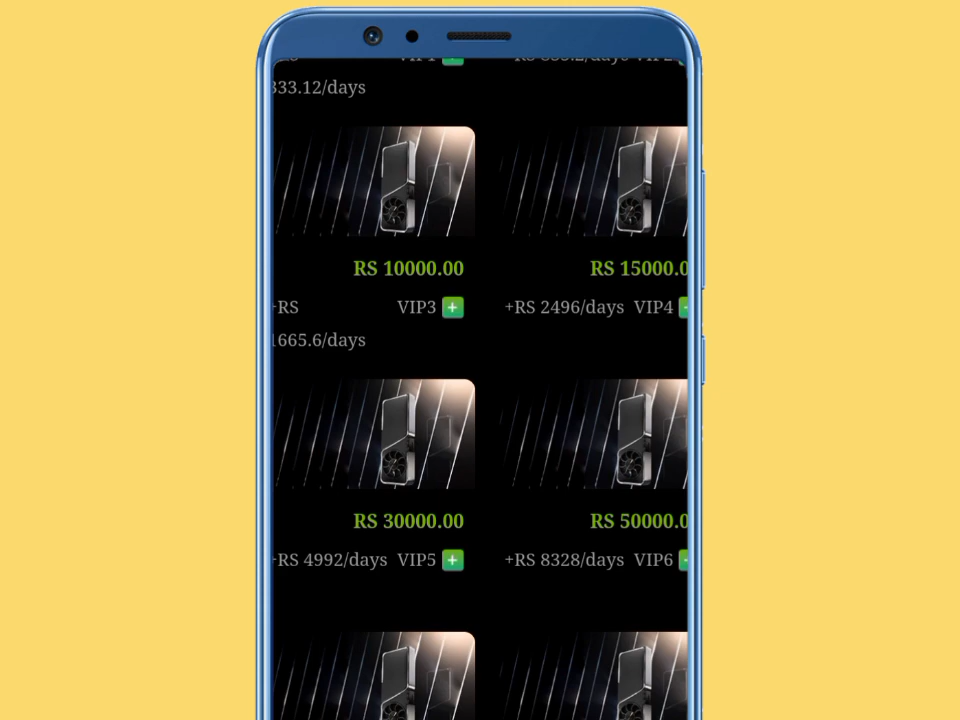 VIP1
333.12/days
RS 10000.00
RS 15000.0
+RS VIP3 +
+RS 2496/days VIP4
1665.6/days
RS 30000.00
RS 50000.0
+RS 4992/days VIP5 +
+RS 8328/days VIP6